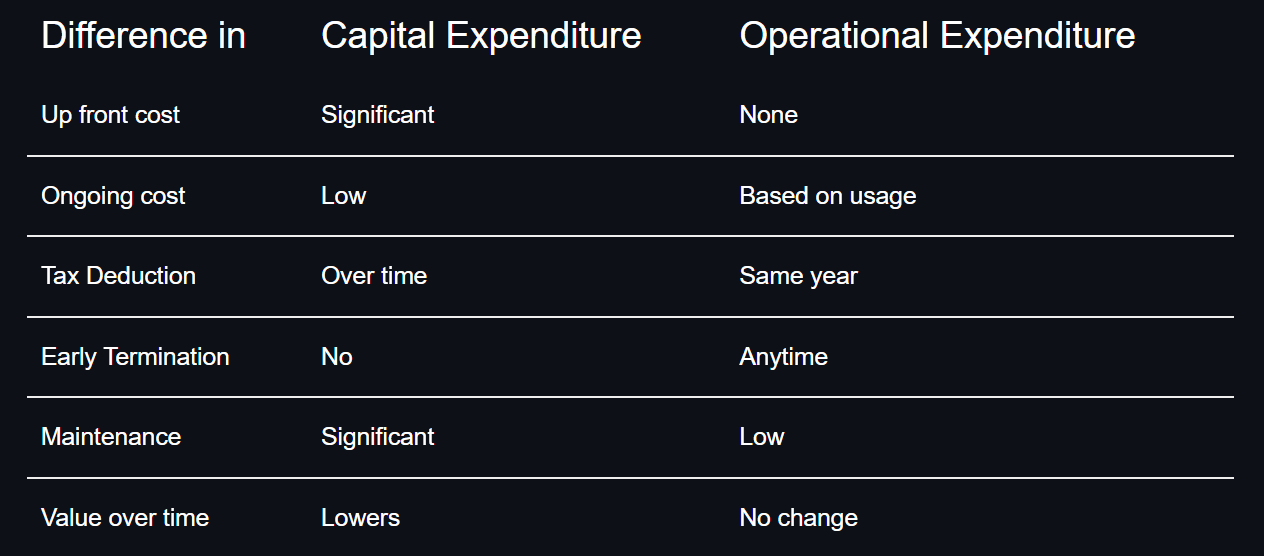 Difference in Capital Expenditure Operational Expenditure
Up front cost Significant None
Ongoing cost Low Based on usage
Tax Deduction Over time Same year
Early Termination No Anytime
Maintenance Significant Low
Value over time Lowers No change